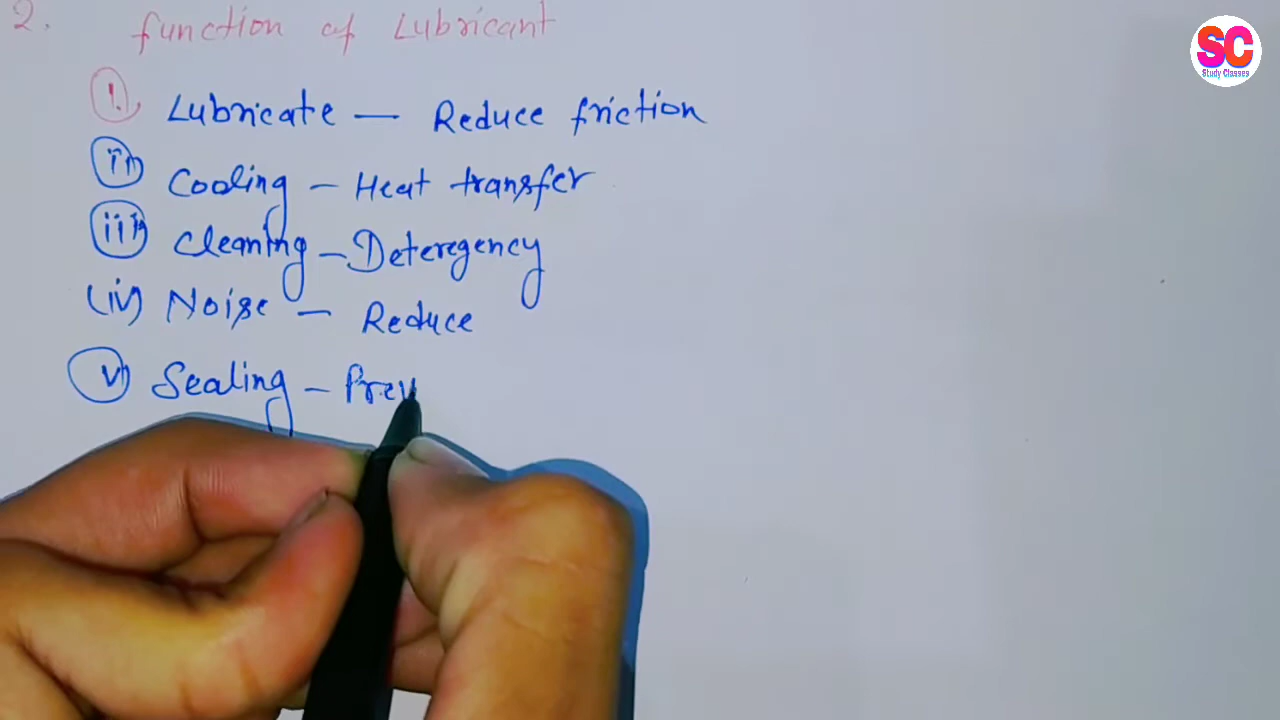 2. function of Lubricant
SC
Study Classes
i. Lubricate — Reduce friction
ii) Cooling – Heat transfer
iii) Cleaning – Deteregency
(iv) Noise – Reduce
v) Sealing – Prev